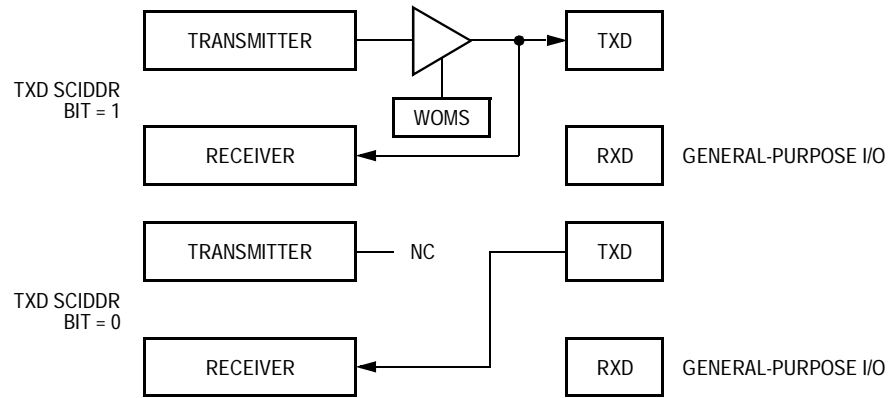 TRANSMITTER
TXD
TXD SCIDDR
BIT = 1
WOMS
RECEIVER
RXD
GENERAL-PURPOSE I/O
TRANSMITTER
NC
TXD
TXD SCIDDR
BIT = 0
RECEIVER
RXD
GENERAL-PURPOSE I/O